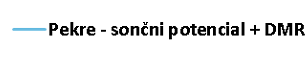 Pekre - sončni potencial + DMR